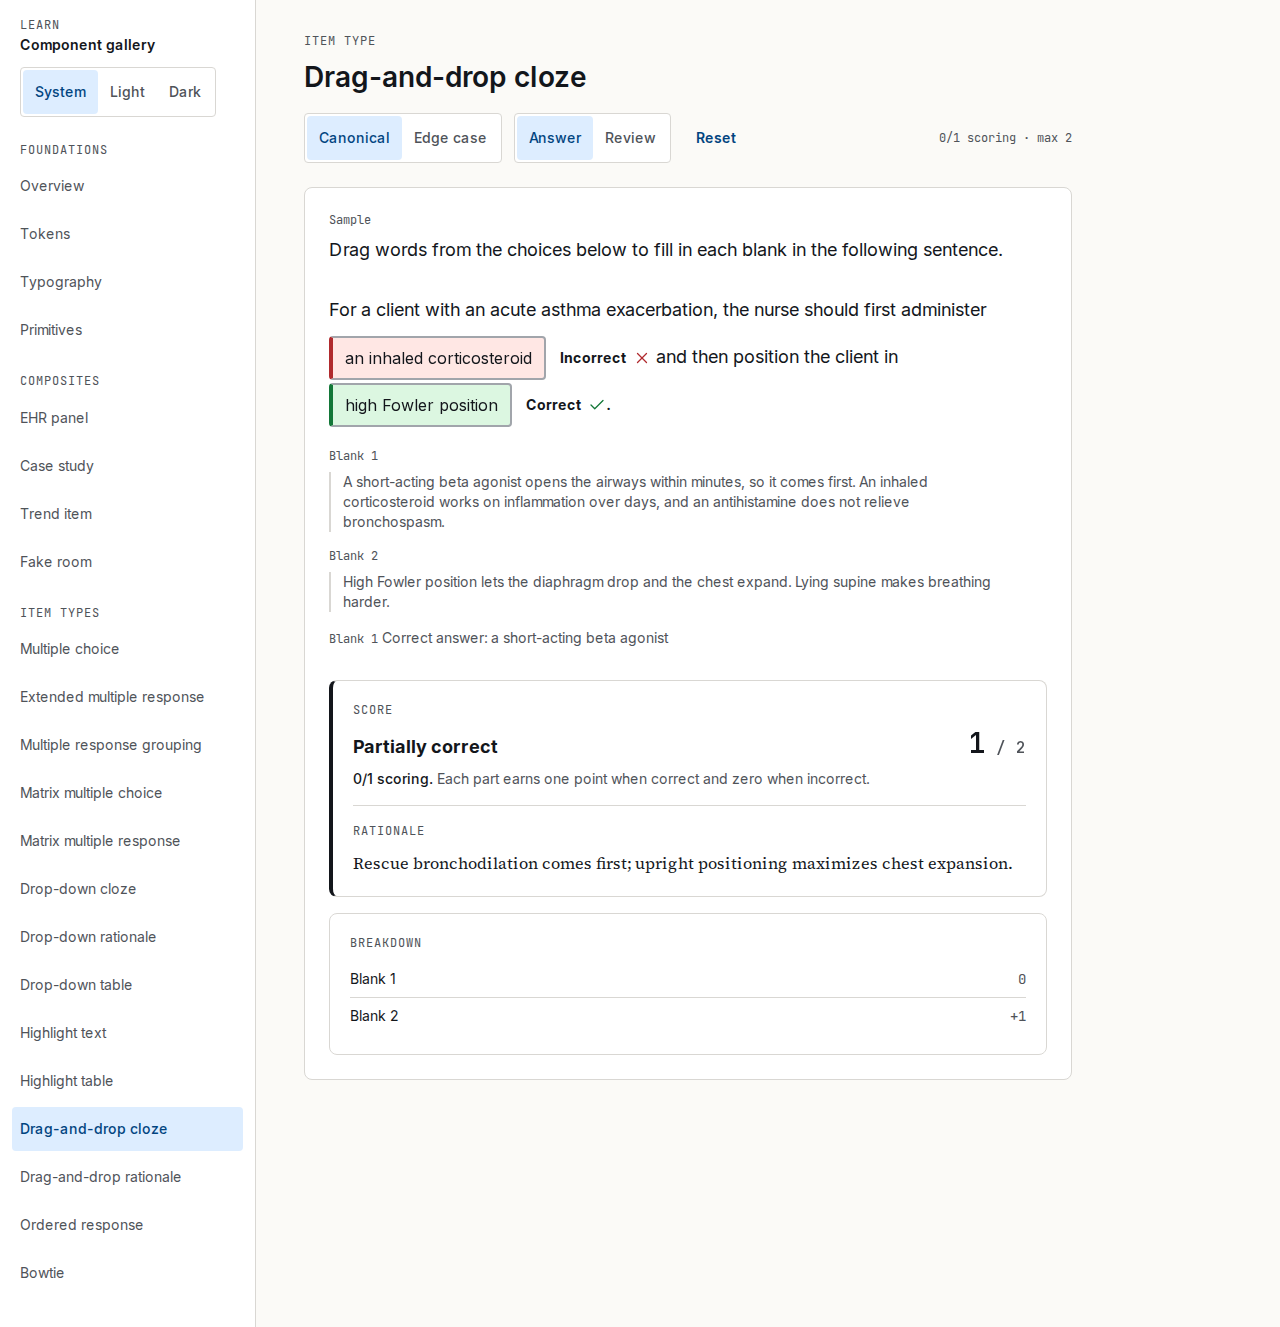 LEARN
Component gallery
System Light Dark
FOUNDATIONS
Overview
Tokens
Typography
Primitives
COMPOSITES
EHR panel
Case study
Trend item
Fake room
ITEM TYPES
Multiple choice
Extended multiple response
Multiple response grouping
Matrix multiple choice
Matrix multiple response
Drop-down cloze
Drop-down rationale
Drop-down table
Highlight text
Highlight table
Drag-and-drop cloze
Drag-and-drop rationale
Ordered response
Bowtie
ITEM TYPE
Drag-and-drop cloze
Canonical Edge case Answer Review Reset 0/1 scoring · max 2
Sample
Drag words from the choices below to fill in each blank in the following sentence.
For a client with an acute asthma exacerbation, the nurse should first administer
an inhaled corticosteroid Incorrect and then position the client in
high Fowler position Correct .
Blank 1
A short-acting beta agonist opens the airways within minutes, so it comes first. An inhaled
corticosteroid works on inflammation over days, and an antihistamine does not relieve
bronchospasm.
Blank 2
High Fowler position lets the diaphragm drop and the chest expand. Lying supine makes breathing
harder.
Blank 1 Correct answer: a short-acting beta agonist
SCORE
Partially correct 1 / 2
0/1 scoring. Each part earns one point when correct and zero when incorrect.
RATIONALE
Rescue bronchodilation comes first; upright positioning maximizes chest expansion.
BREAKDOWN
Blank 1 0
Blank 2 +1